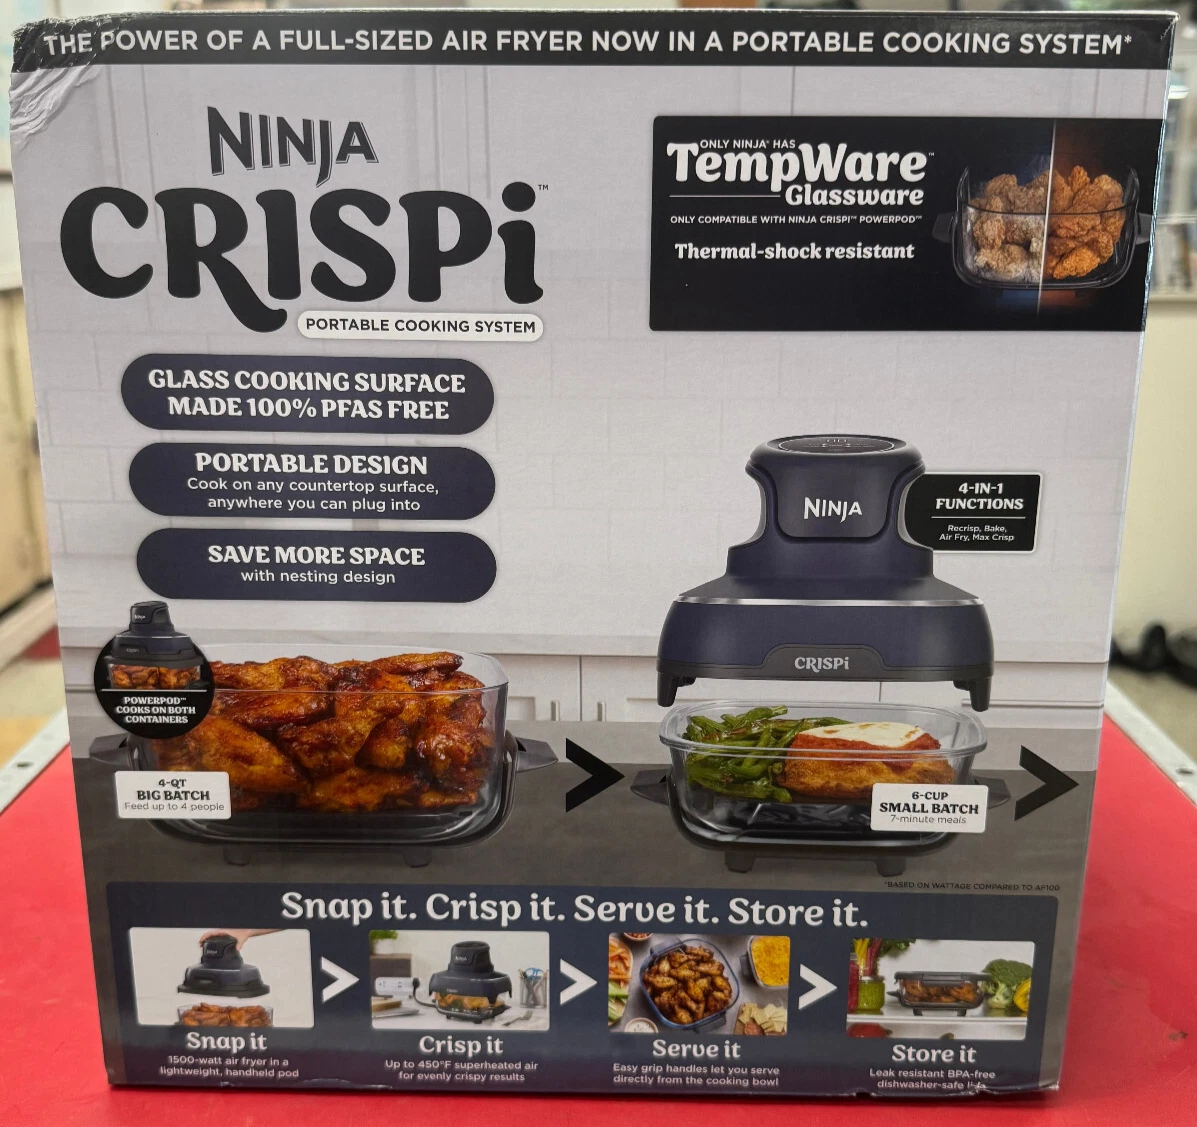 THE POWER OF A FULL-SIZED AIR FRYER NOW IN A PORTABLE COOKING SYSTEM*
NINJA
CRISPi™
PORTABLE COOKING SYSTEM
ONLY NINJA® HAS
TempWare™
Glassware
ONLY COMPATIBLE WITH NINJA CRISPI™ POWERPOD™
Thermal-shock resistant
GLASS COOKING SURFACE
MADE 100% PFAS FREE
PORTABLE DESIGN
Cook on any countertop surface,
anywhere you can plug into
SAVE MORE SPACE
with nesting design
NINJA
4-IN-1
FUNCTIONS
Recrisp, Bake,
Air Fry, Max Crisp
CRISPi
POWERPOD™
COOKS ON BOTH
CONTAINERS
4-QT
BIG BATCH
Feed up to 4 people
6-CUP
SMALL BATCH
7-minute meals
*BASED ON WATTAGE COMPARED TO AF100
Snap it. Crisp it. Serve it. Store it.
Snap it
1500-watt air fryer in a
lightweight, handheld pod
Crisp it
Up to 450°F superheated air
for evenly crispy results
Serve it
Easy grip handles let you serve
directly from the cooking bowl
Store it
Leak resistant BPA-free
dishwasher-safe